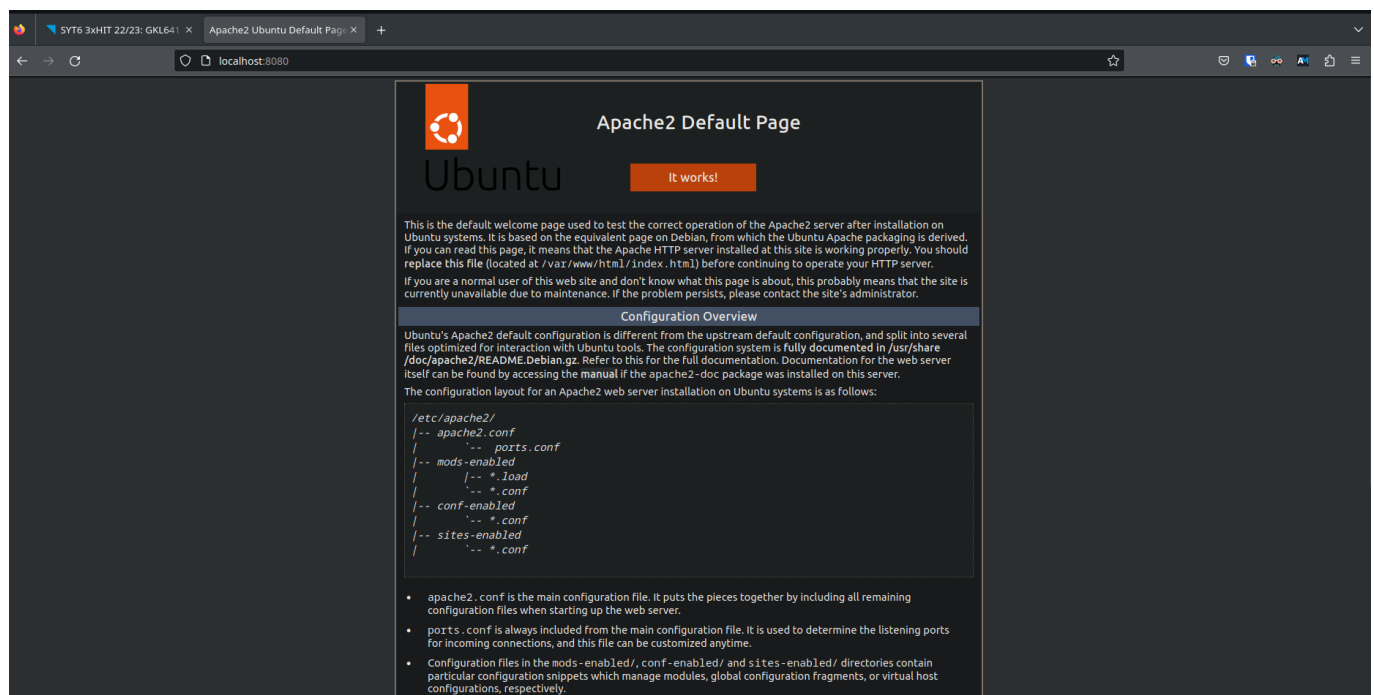 SYT6 3xHIT 22/23: GKL641
Apache2 Ubuntu Default Page
localhost:8080
Apache2 Default Page
Ubuntu
It works!
This is the default welcome page used to test the correct operation of the Apache2 server after installation on
Ubuntu systems. It is based on the equivalent page on Debian, from which the Ubuntu Apache packaging is derived.
If you can read this page, it means that the Apache HTTP server installed at this site is working properly. You should
replace this file (located at /var/www/html/index.html) before continuing to operate your HTTP server.
If you are a normal user of this web site and don't know what this page is about, this probably means that the site is
currently unavailable due to maintenance. If the problem persists, please contact the site's administrator.
Configuration Overview
Ubuntu's Apache2 default configuration is different from the upstream default configuration, and split into several
files optimized for interaction with Ubuntu tools. The configuration system is fully documented in /usr/share
/doc/apache2/README.Debian.gz. Refer to this for the full documentation. Documentation for the web server
itself can be found by accessing the manual if the apache2-doc package was installed on this server.
The configuration layout for an Apache2 web server installation on Ubuntu systems is as follows:
/etc/apache2/
|-- apache2.conf
|       `--  ports.conf
|-- mods-enabled
|       |-- *.load
|       `-- *.conf
|-- conf-enabled
|       `-- *.conf
|-- sites-enabled
|       `-- *.conf
• apache2.conf is the main configuration file. It puts the pieces together by including all remaining
configuration files when starting up the web server.
• ports.conf is always included from the main configuration file. It is used to determine the listening ports
for incoming connections, and this file can be customized anytime.
• Configuration files in the mods-enabled/, conf-enabled/ and sites-enabled/ directories contain
particular configuration snippets which manage modules, global configuration fragments, or virtual host
configurations, respectively.